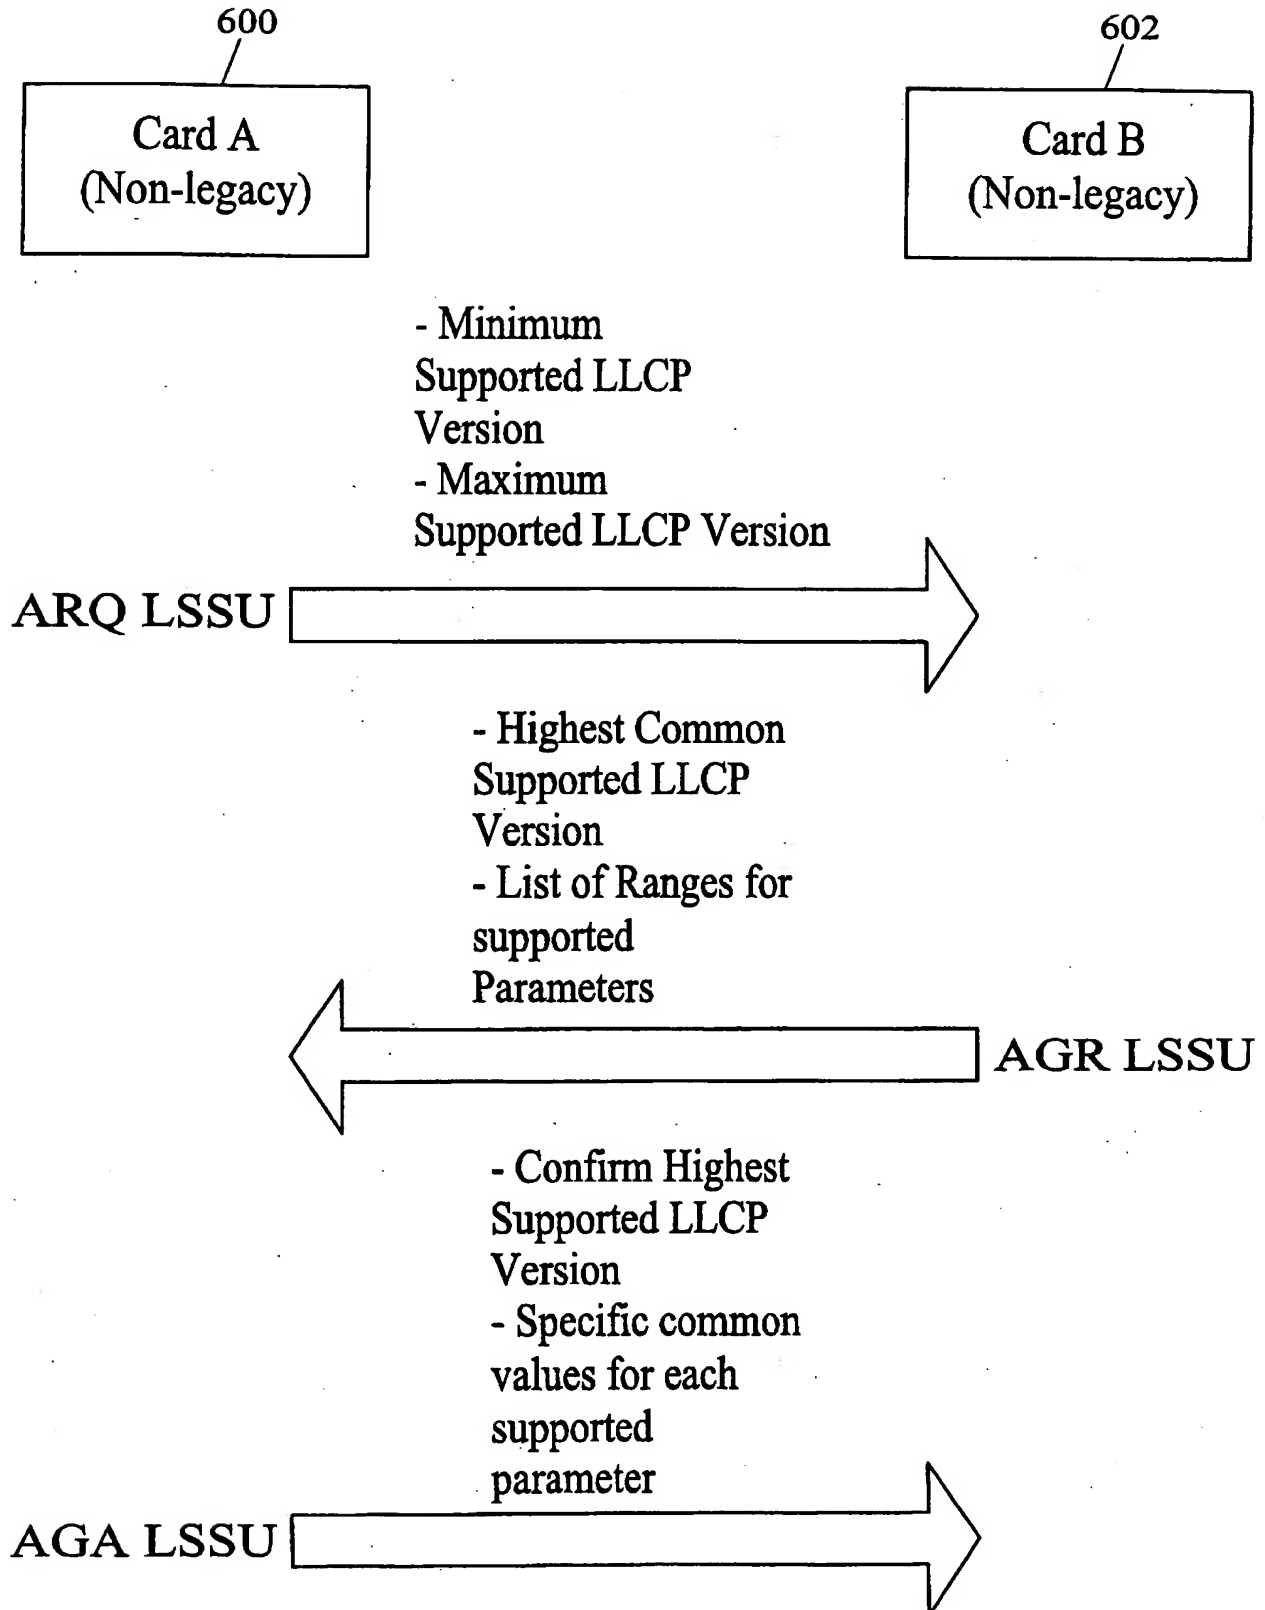 600
602
Card A
(Non-legacy)
Card B
(Non-legacy)
- Minimum
Supported LLCP
Version
- Maximum
Supported LLCP Version
ARQ LSSU
- Highest Common
Supported LLCP
Version
- List of Ranges for
supported
Parameters
AGR LSSU
- Confirm Highest
Supported LLCP
Version
- Specific common
values for each
supported
parameter
AGA LSSU